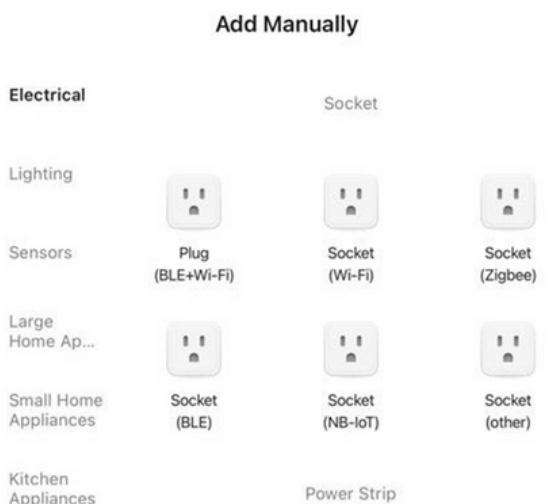 Add Manually
Electrical
Lighting
Sensors
Large
Home Ap...
Small Home
Appliances
Kitchen
Appliances
Socket
Plug
(BLE+Wi-Fi)
Socket
(Wi-Fi)
Socket
(Zigbee)
Socket
(BLE)
Socket
(NB-IoT)
Socket
(other)
Power Strip